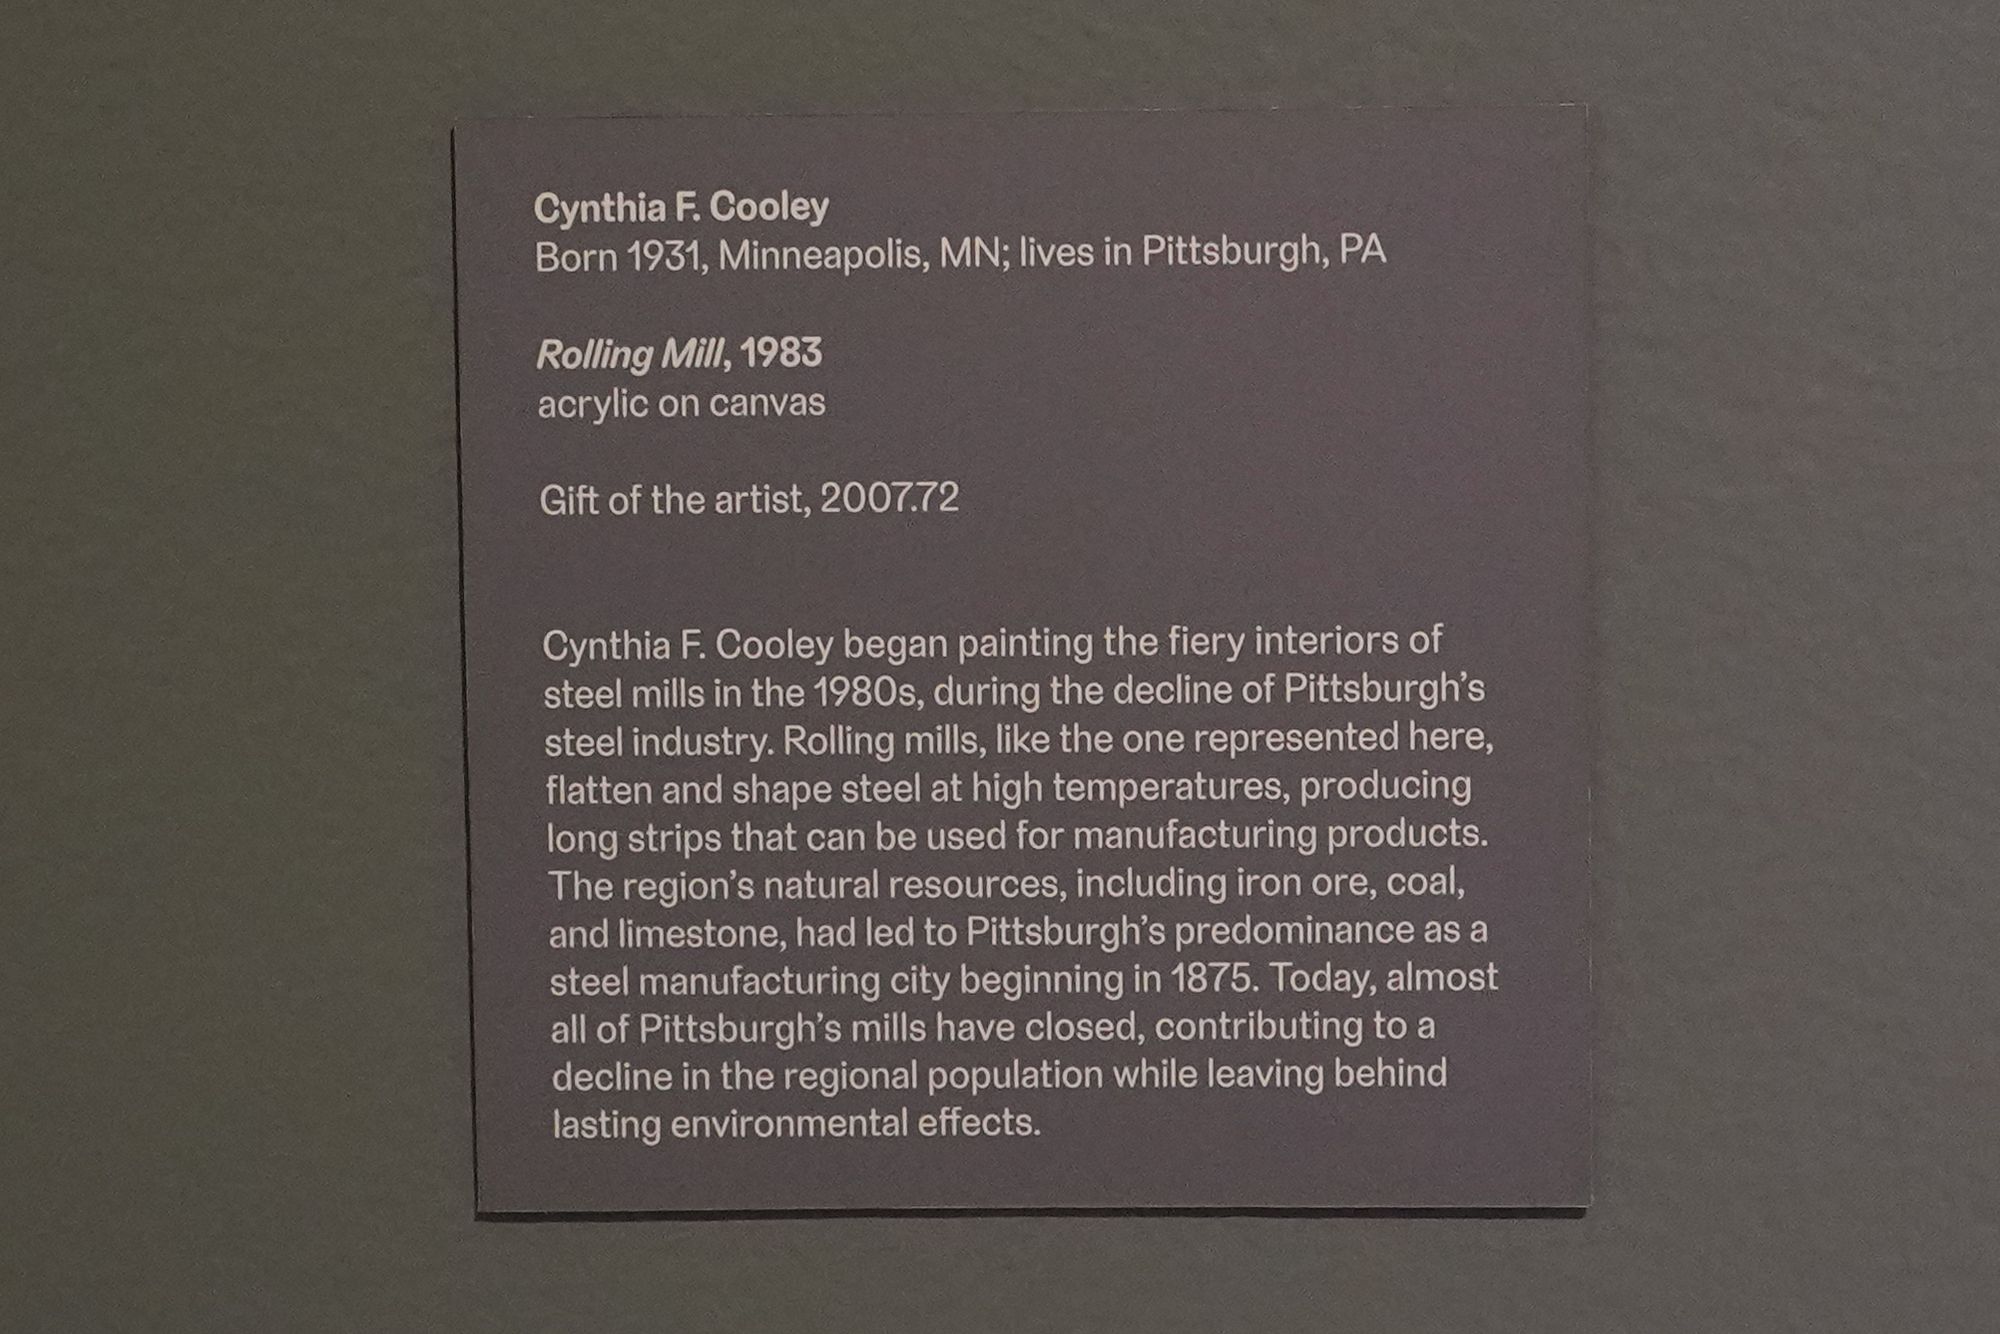 Cynthia F. Cooley
Born 1931, Minneapolis, MN; lives in Pittsburgh, PA
Rolling Mill, 1983
acrylic on canvas
Gift of the artist, 2007.72
Cynthia F. Cooley began painting the fiery interiors of
steel mills in the 1980s, during the decline of Pittsburgh’s
steel industry. Rolling mills, like the one represented here,
flatten and shape steel at high temperatures, producing
long strips that can be used for manufacturing products.
The region’s natural resources, including iron ore, coal,
and limestone, had led to Pittsburgh’s predominance as a
steel manufacturing city beginning in 1875. Today, almost
all of Pittsburgh’s mills have closed, contributing to a
decline in the regional population while leaving behind
lasting environmental effects.